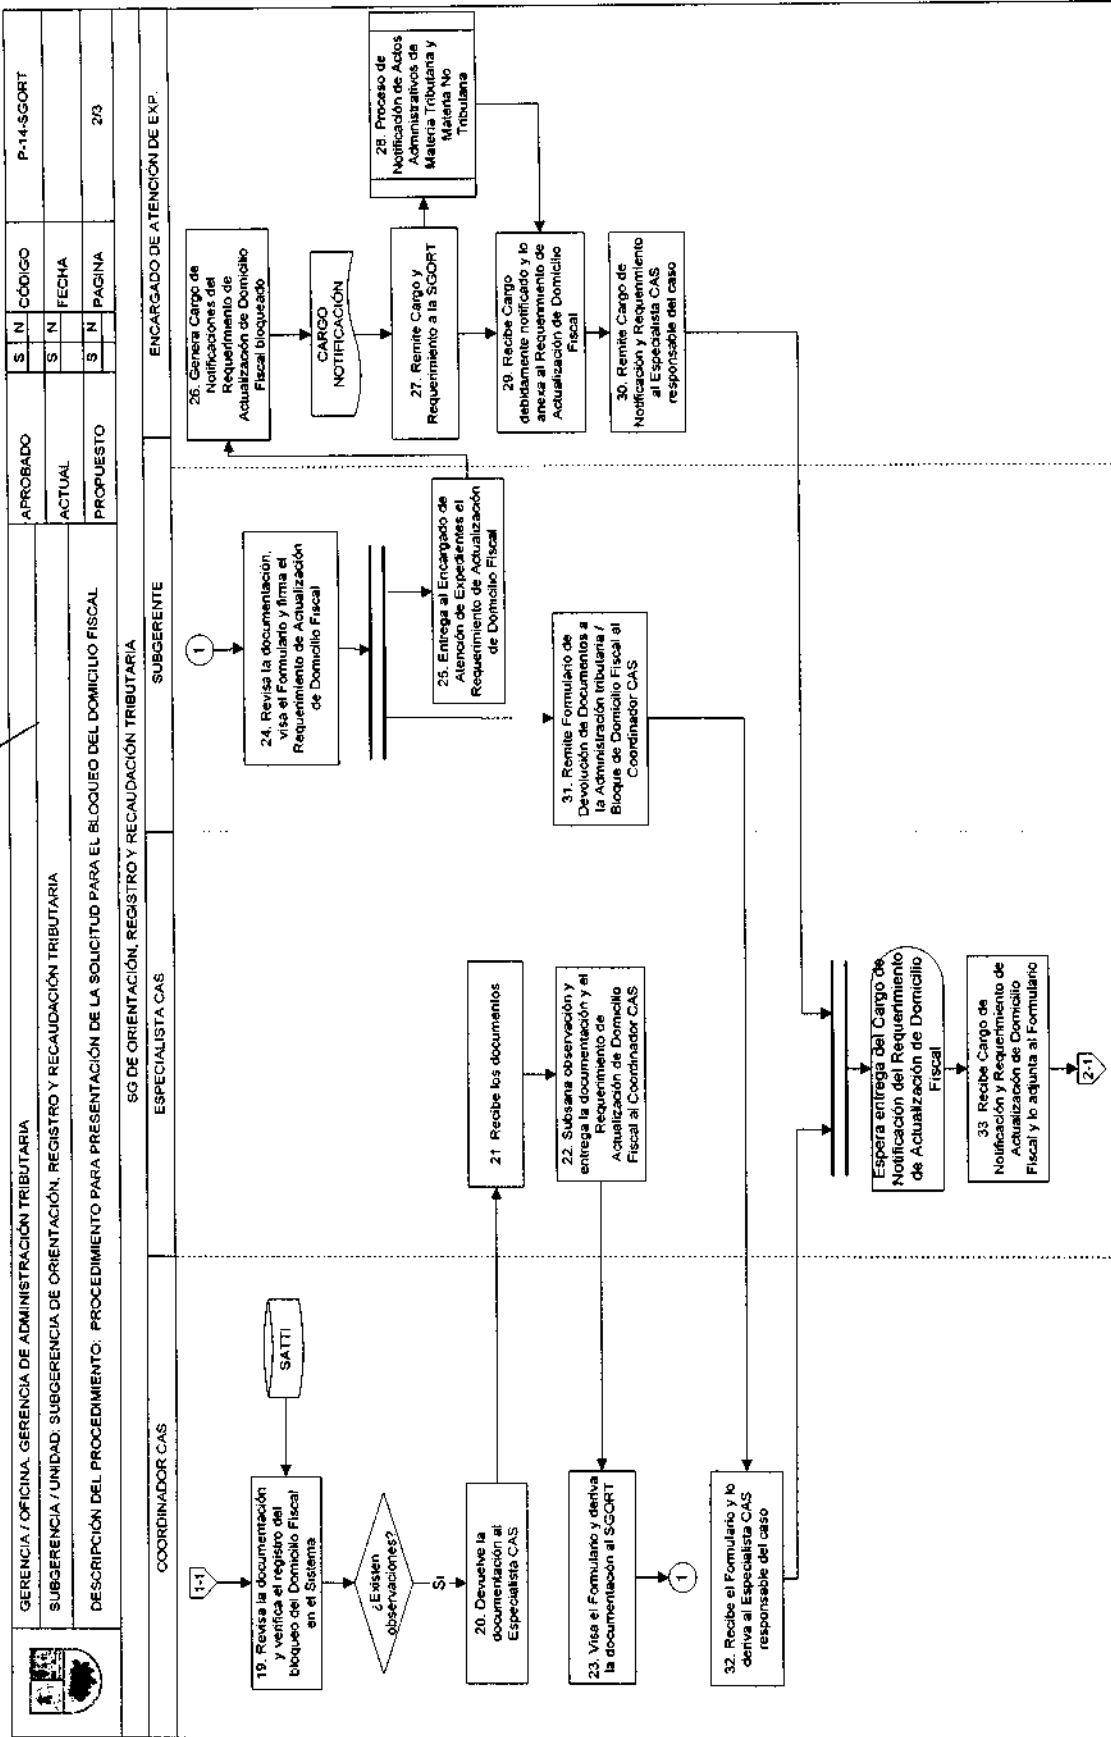 GERENCIA / OFICINA. GERENCIA DE ADMINISTRACIÓN TRIBUTARIA
APROBADO
S N
CÓDIGO
P-14-SGORT
SUBGERENCIA / UNIDAD: SUBGERENCIA DE ORIENTACIÓN, REGISTRO Y RECAUDACIÓN TRIBUTARIA
ACTUAL
S N
FECHA
DESCRIPCIÓN DEL PROCEDIMIENTO: PROCEDIMIENTO PARA PRESENTACIÓN DE LA SOLICITUD PARA EL BLOQUEO DEL DOMICILIO FISCAL
PROPUESTO
S N
PAGINA
2/3
SG DE ORIENTACIÓN, REGISTRO Y RECAUDACIÓN TRIBUTARIA
COORDINADOR CAS
ESPECIALISTA CAS
SUBGERENTE
ENCARGADO DE ATENCIÓN DE EXP.
1-1
19. Revisa la documentación
y verifica el registro del
bloqueo del Domicilio Fiscal
en el Sistema
SATTI
¿Existen
observaciones?
SI
20. Devuelve la
documentación al
Especialista CAS
21 Recibe los documentos
22. Subsana observación y
entrega la documentación y el
Requerimiento de
Actualización de Domicilio
Fiscal al Coordinador CAS
23. Visa el Formulario y deriva
la documentación al SGORT
1
1
24. Revisa la documentación,
visa el Formulario y firma el
Requerimiento de Actualización
de Domicilio Fiscal
25. Entrega al Encargado de
Atención de Expedientes el
Requerimiento de Actualización
de Domicilio Fiscal
26. Genera Cargo de
Notificaciones del
Requerimiento de
Actualización de Domicilio
Fiscal bloqueado
CARGO
NOTIFICACIÓN
27. Remite Cargo y
Requerimiento a la SGORT
28. Proceso de
Notificación de Actos
Administrativos de
Materia Tributaria y
Materia No
Tributaria
29. Recibe Cargo
debidamente notificado y lo
anexa al Requerimiento de
Actualización de Domicilio
Fiscal
30. Remite Cargo de
Notificación y Requerimiento
al Especialista CAS
responsable del caso
31. Remite Formulario de
Devolución de Documentos a
la Administración tributaria /
Bloque de Domicilio Fiscal al
Coordinador CAS
32. Recibe el Formulario y lo
deriva al Especialista CAS
responsable del caso
Espera entrega del Cargo de
Notificación del Requerimiento
de Actualización de Domicilio
Fiscal
33 Recibe Cargo de
Notificación y Requerimiento de
Actualización de Domicilio
Fiscal y lo adjunta al Formulario
2-1